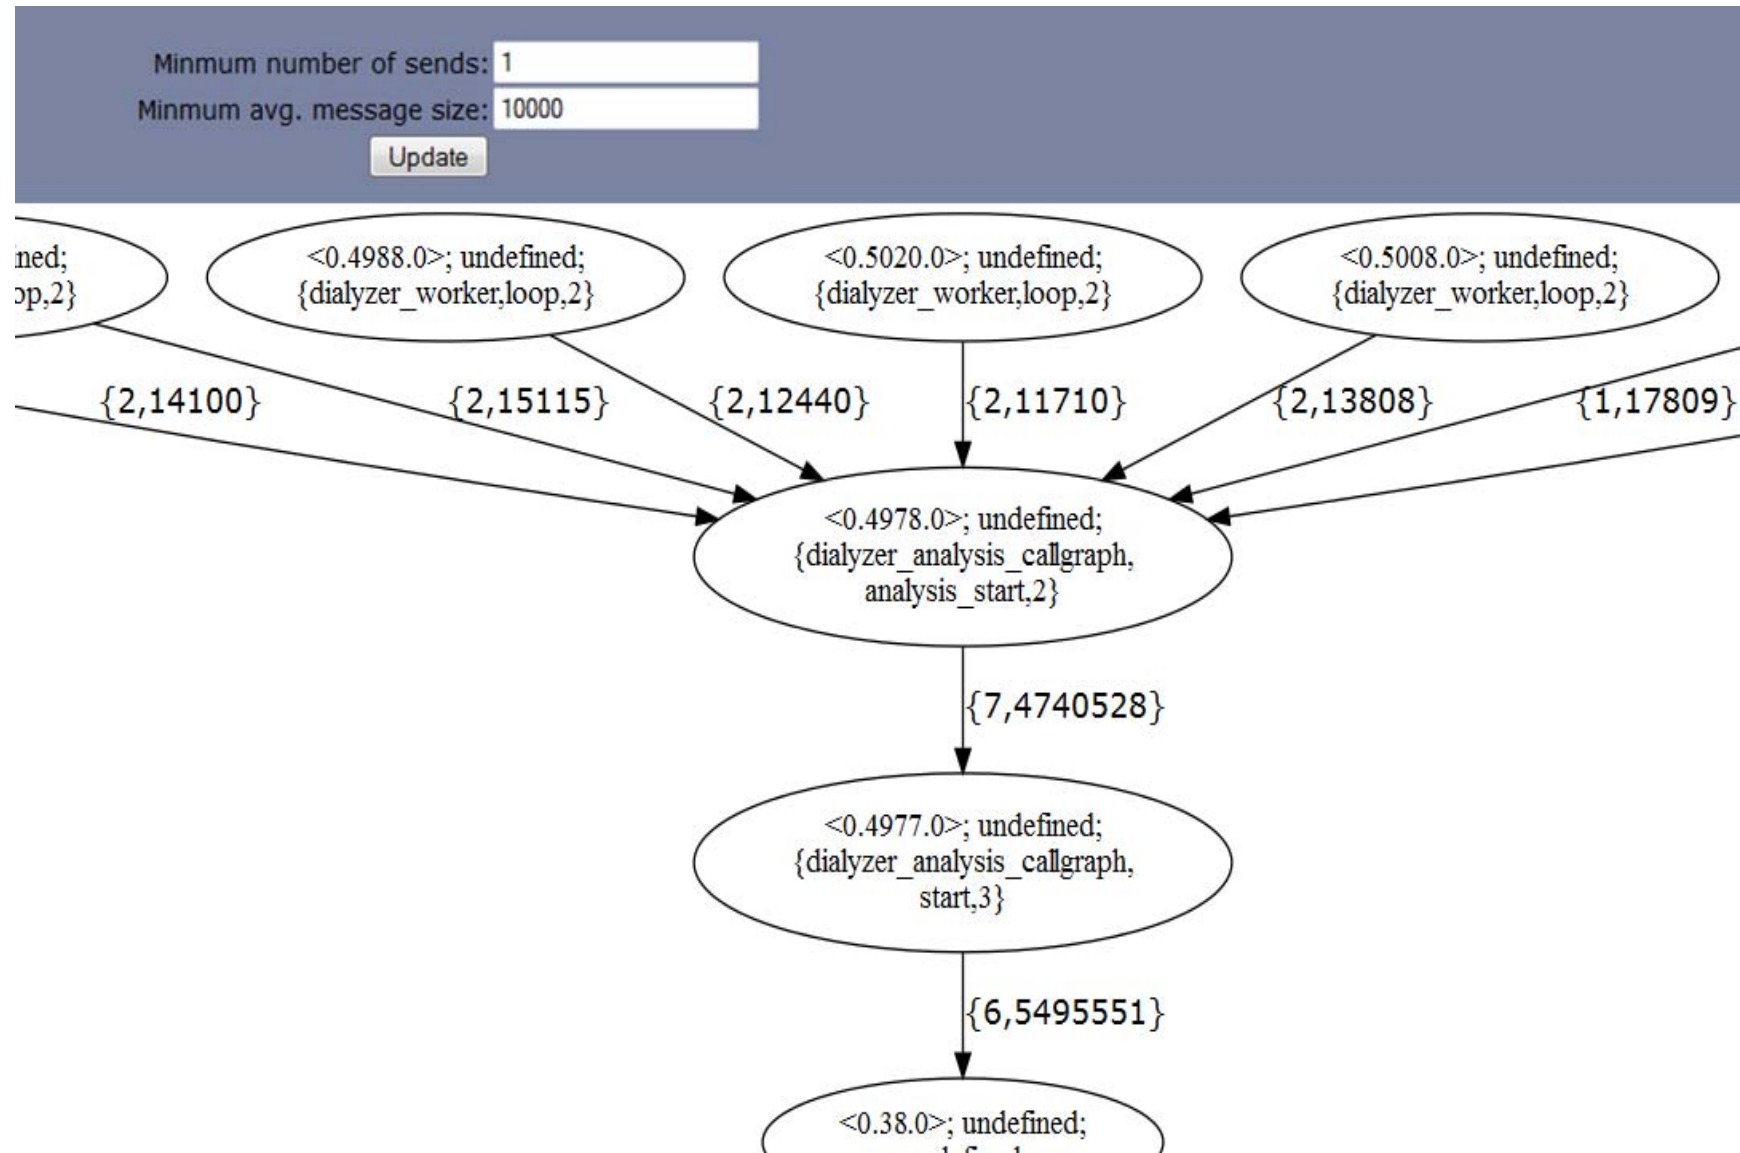 Minmum number of sends: 1
Minmum avg. message size: 10000
Update
<0.4988.0>; undefined;
{dialyzer_worker,loop,2}
<0.5020.0>; undefined;
{dialyzer_worker,loop,2}
<0.5008.0>; undefined;
{dialyzer_worker,loop,2}
{2,14100}
{2,15115}
{2,12440}
{2,11710}
{2,13808}
{1,17809}
<0.4978.0>; undefined;
{dialyzer_analysis_callgraph,
analysis_start,2}
{7,4740528}
<0.4977.0>; undefined;
{dialyzer_analysis_callgraph,
start,3}
{6,5495551}
<0.38.0>; undefined;